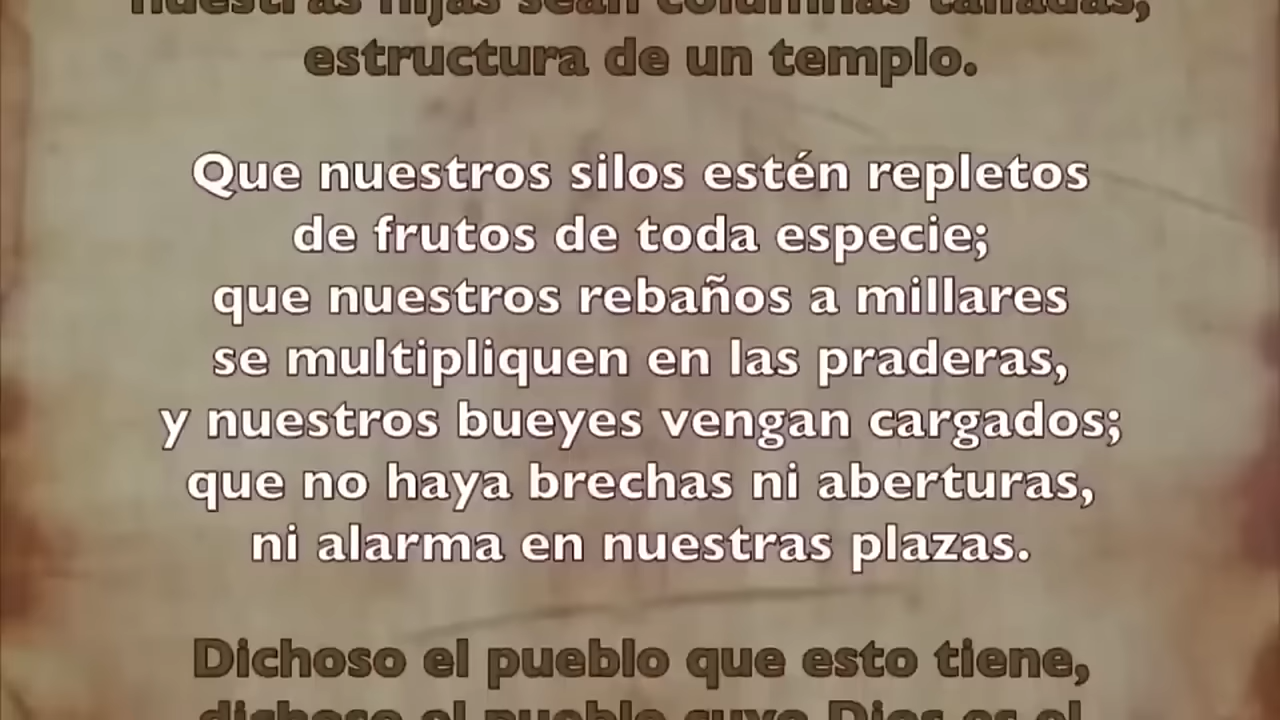 nuestras hijas sean columnas talladas,
estructura de un templo.
Que nuestros silos estén repletos
de frutos de toda especie;
que nuestros rebaños a millares
se multipliquen en las praderas,
y nuestros bueyes vengan cargados;
que no haya brechas ni aberturas,
ni alarma en nuestras plazas.
Dichoso el pueblo que esto tiene,
dichoso el pueblo cuyo Dios es el